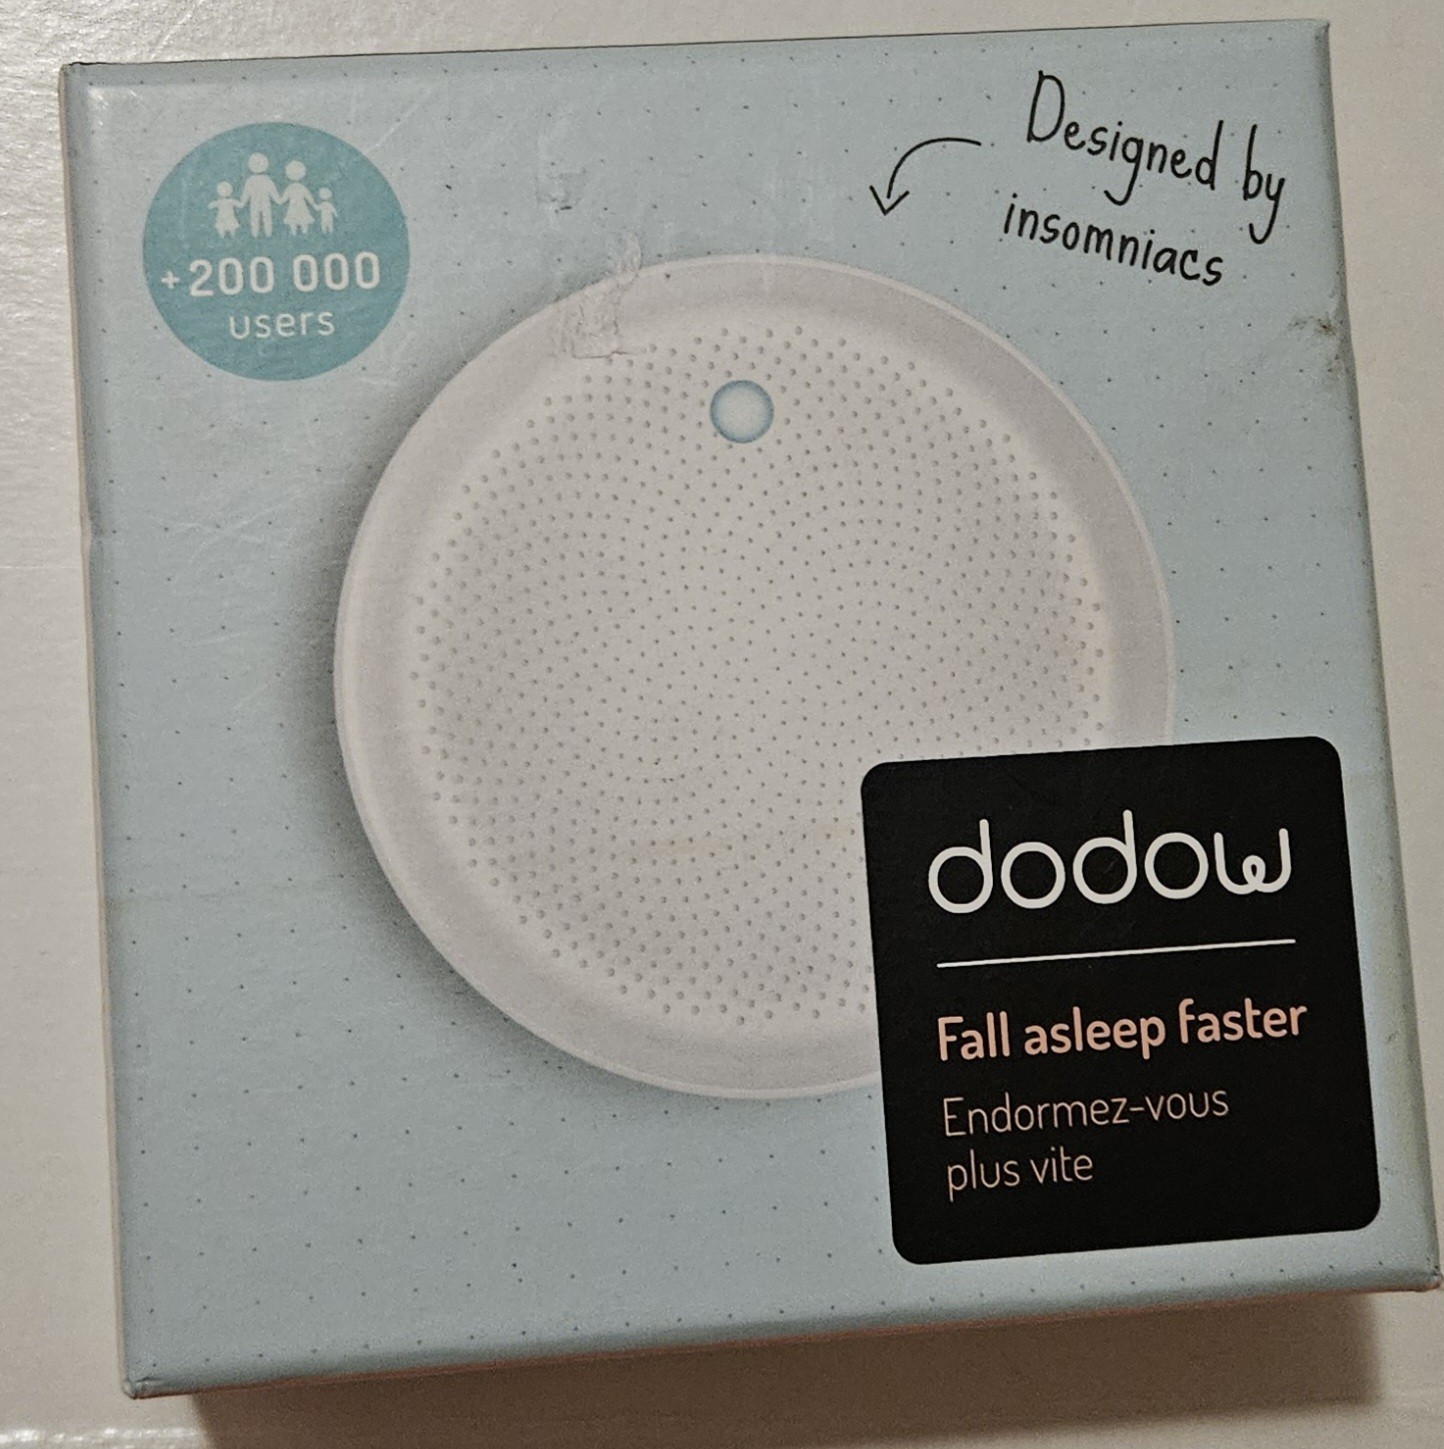 Designed by
insomniacs
+200 000
users
dodow
Fall asleep faster
Endormez-vous
plus vite